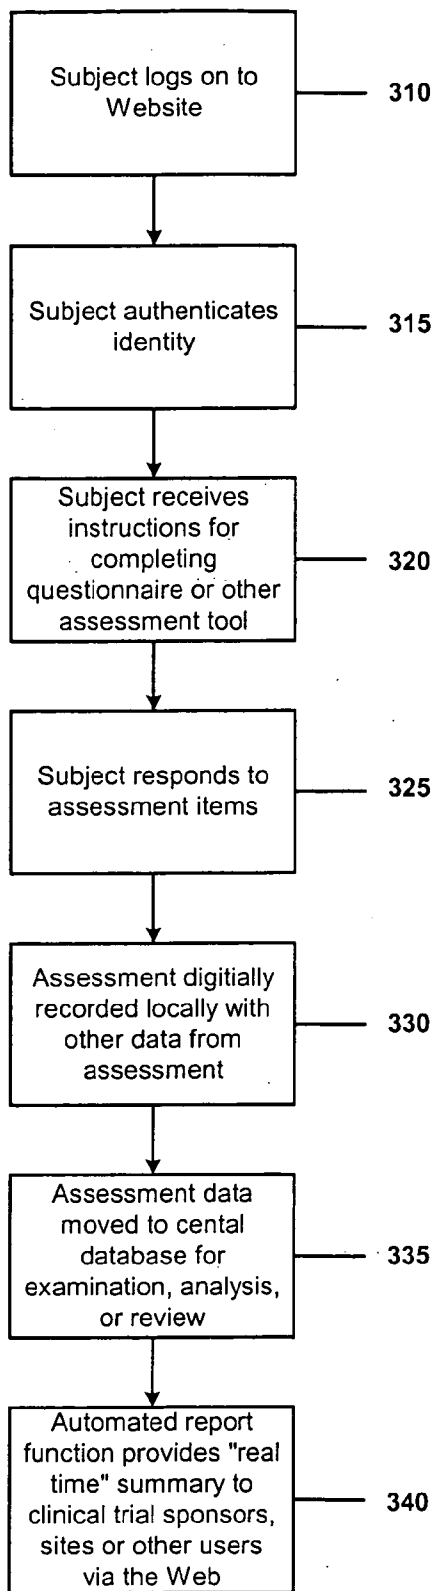 Subject logs on to
Website
310
Subject authenticates
identity
315
Subject receives
instructions for
completing
questionnaire or other
assessment tool
320
Subject responds to
assessment items
325
Assessment digitially
recorded locally with
other data from
assessment
330
Assessment data
moved to cental
database for
examination, analysis,
or review
335
Automated report
function provides "real
time" summary to
clinical trial sponsors,
sites or other users
via the Web
340